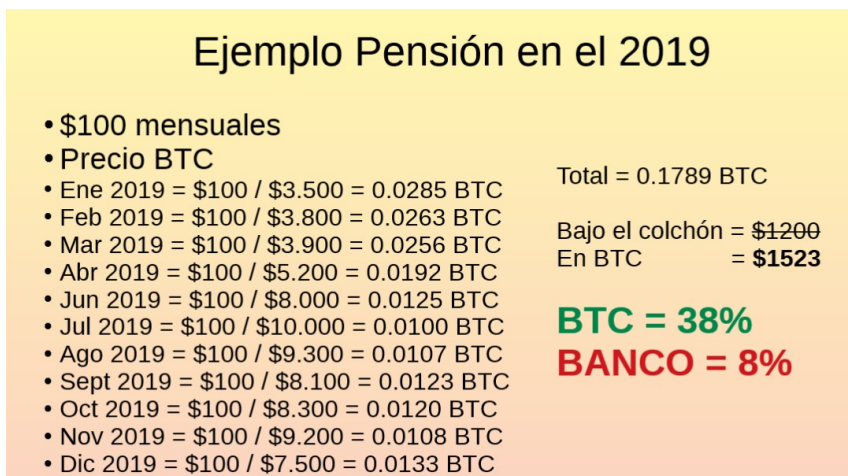 Ejemplo Pensión en el 2019
• $100 mensuales
• Precio BTC
• Ene 2019 = $100 / $3.500 = 0.0285 BTC
• Feb 2019 = $100 / $3.800 = 0.0263 BTC
• Mar 2019 = $100 / $3.900 = 0.0256 BTC
• Abr 2019 = $100 / $5.200 = 0.0192 BTC
• Jun 2019 = $100 / $8.000 = 0.0125 BTC
• Jul 2019 = $100 / $10.000 = 0.0100 BTC
• Ago 2019 = $100 / $9.300 = 0.0107 BTC
• Sept 2019 = $100 / $8.100 = 0.0123 BTC
• Oct 2019 = $100 / $8.300 = 0.0120 BTC
• Nov 2019 = $100 / $9.200 = 0.0108 BTC
• Dic 2019 = $100 / $7.500 = 0.0133 BTC
Total = 0.1789 BTC
Bajo el colchón = $1200
En BTC = $1523
BTC = 38%
BANCO = 8%